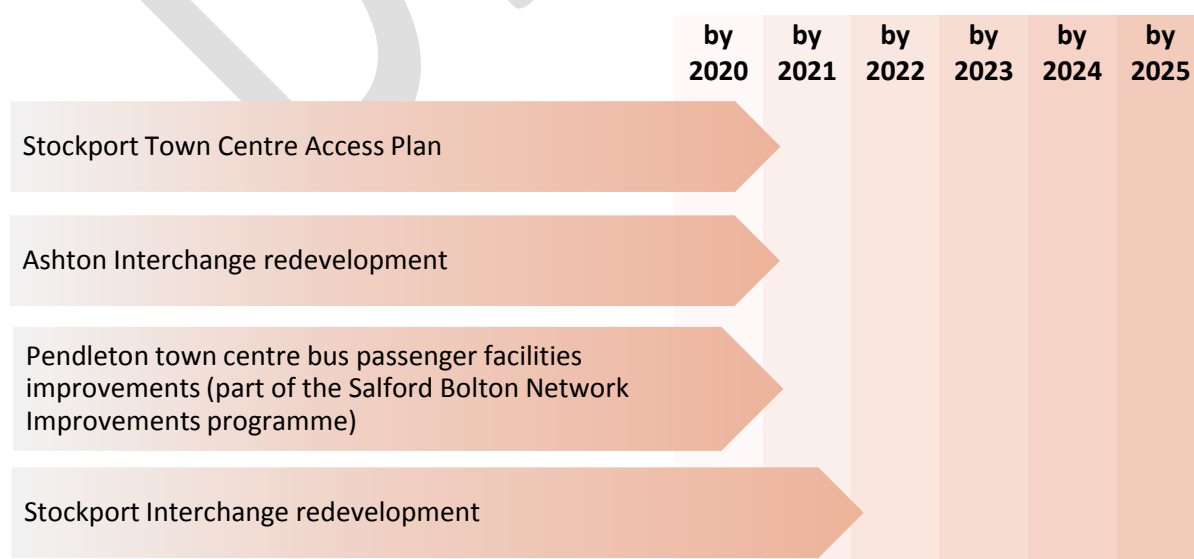 by by by by by by
2020 2021 2022 2023 2024 2025
Stockport Town Centre Access Plan
Ashton Interchange redevelopment
Pendleton town centre bus passenger facilities
improvements (part of the Salford Bolton Network
Improvements programme)
Stockport Interchange redevelopment